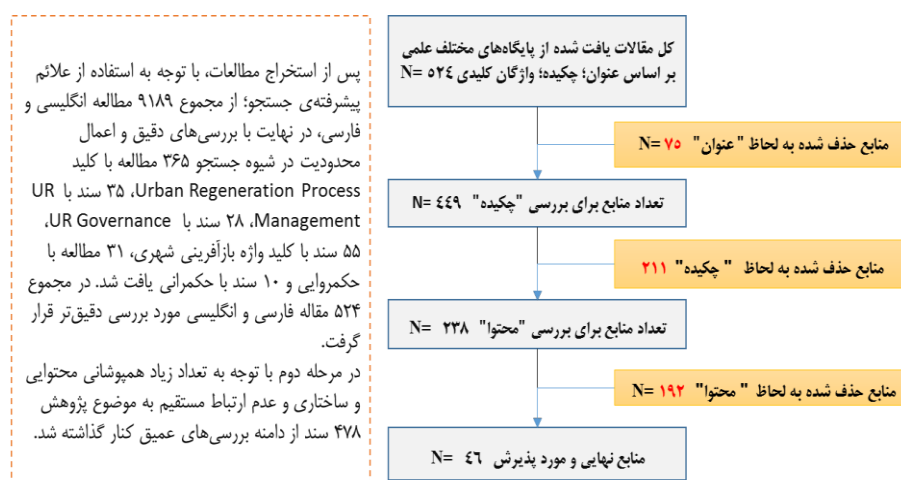 کل مقالات یافت شده از پایگاه‌های مختلف علمی
بر اساس عنوان؛ چکیده؛ واژگان کلیدی N= ٥٢٤
منابع حذف شده به لحاظ "عنوان" N= ٧٥
تعداد منابع برای بررسی "چکیده" N= ٤٤٩
منابع حذف شده به لحاظ " چکیده" ٢١١
تعداد منابع برای بررسی "محتوا" N= ٢٣٨
منابع حذف شده به لحاظ " محتوا" N= ١٩٢
منابع نهایی و مورد پذیرش N= ٤٦
پس از استخراج مطالعات، با توجه به استفاده از علائم
پیشرفته‌ی جستجو؛ از مجموع ۹۱۸۹ مطالعه انگلیسی و
فارسی، در نهایت با بررسی‌های دقیق و اعمال
محدودیت در شیوه جستجو ۳۶۵ مطالعه با کلید
Urban Regeneration Process، ۳۵ سند با UR
Management، ۲۸ سند با UR Governance،
۵۵ سند با کلید واژه بازآفرینی شهری، ۳۱ مطالعه با
حکمروایی و ۱۰ سند با حکمرانی یافت شد. در مجموع
۵۲۴ مقاله فارسی و انگلیسی مورد بررسی دقیق‌تر قرار
گرفت.
در مرحله دوم با توجه به تعداد زیاد همپوشانی محتوایی
و ساختاری و عدم ارتباط مستقیم به موضوع پژوهش
۴۷۸ سند از دامنه بررسی‌های عمیق کنار گذاشته شد.